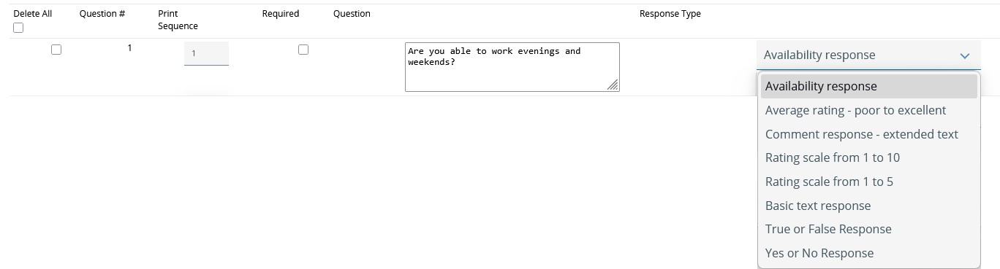 Delete All
Question #
Print
Sequence
Required
Question
Response Type
1
1
Are you able to work evenings and
weekends?
Availability response
Availability response
Average rating - poor to excellent
Comment response - extended text
Rating scale from 1 to 10
Rating scale from 1 to 5
Basic text response
True or False Response
Yes or No Response